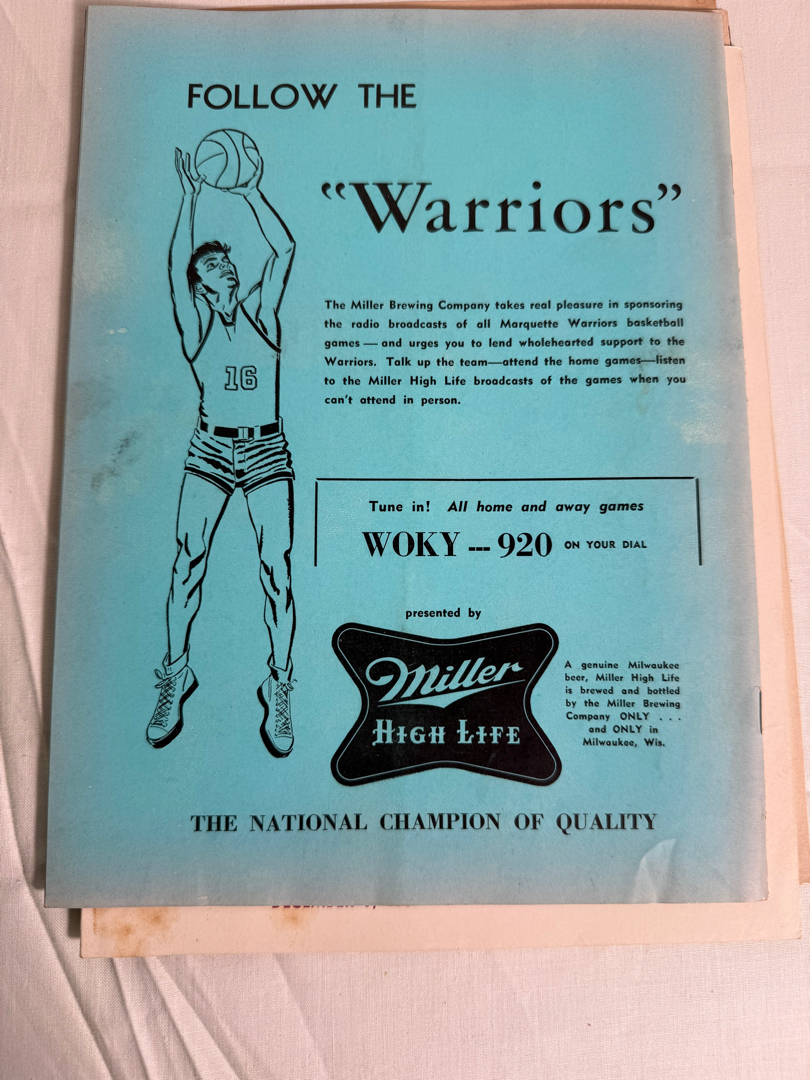 FOLLOW THE
"Warriors"
The Miller Brewing Company takes real pleasure in sponsoring
the radio broadcasts of all Marquette Warriors basketball
games — and urges you to lend wholehearted support to the
Warriors. Talk up the team—attend the home games—listen
to the Miller High Life broadcasts of the games when you
can't attend in person.
16
Tune in! All home and away games
WOKY --- 920 ON YOUR DIAL
presented by
Miller
HIGH LIFE
A genuine Milwaukee
beer, Miller High Life
is brewed and bottled
by the Miller Brewing
Company ONLY . . .
and ONLY in
Milwaukee, Wis.
THE NATIONAL CHAMPION OF QUALITY